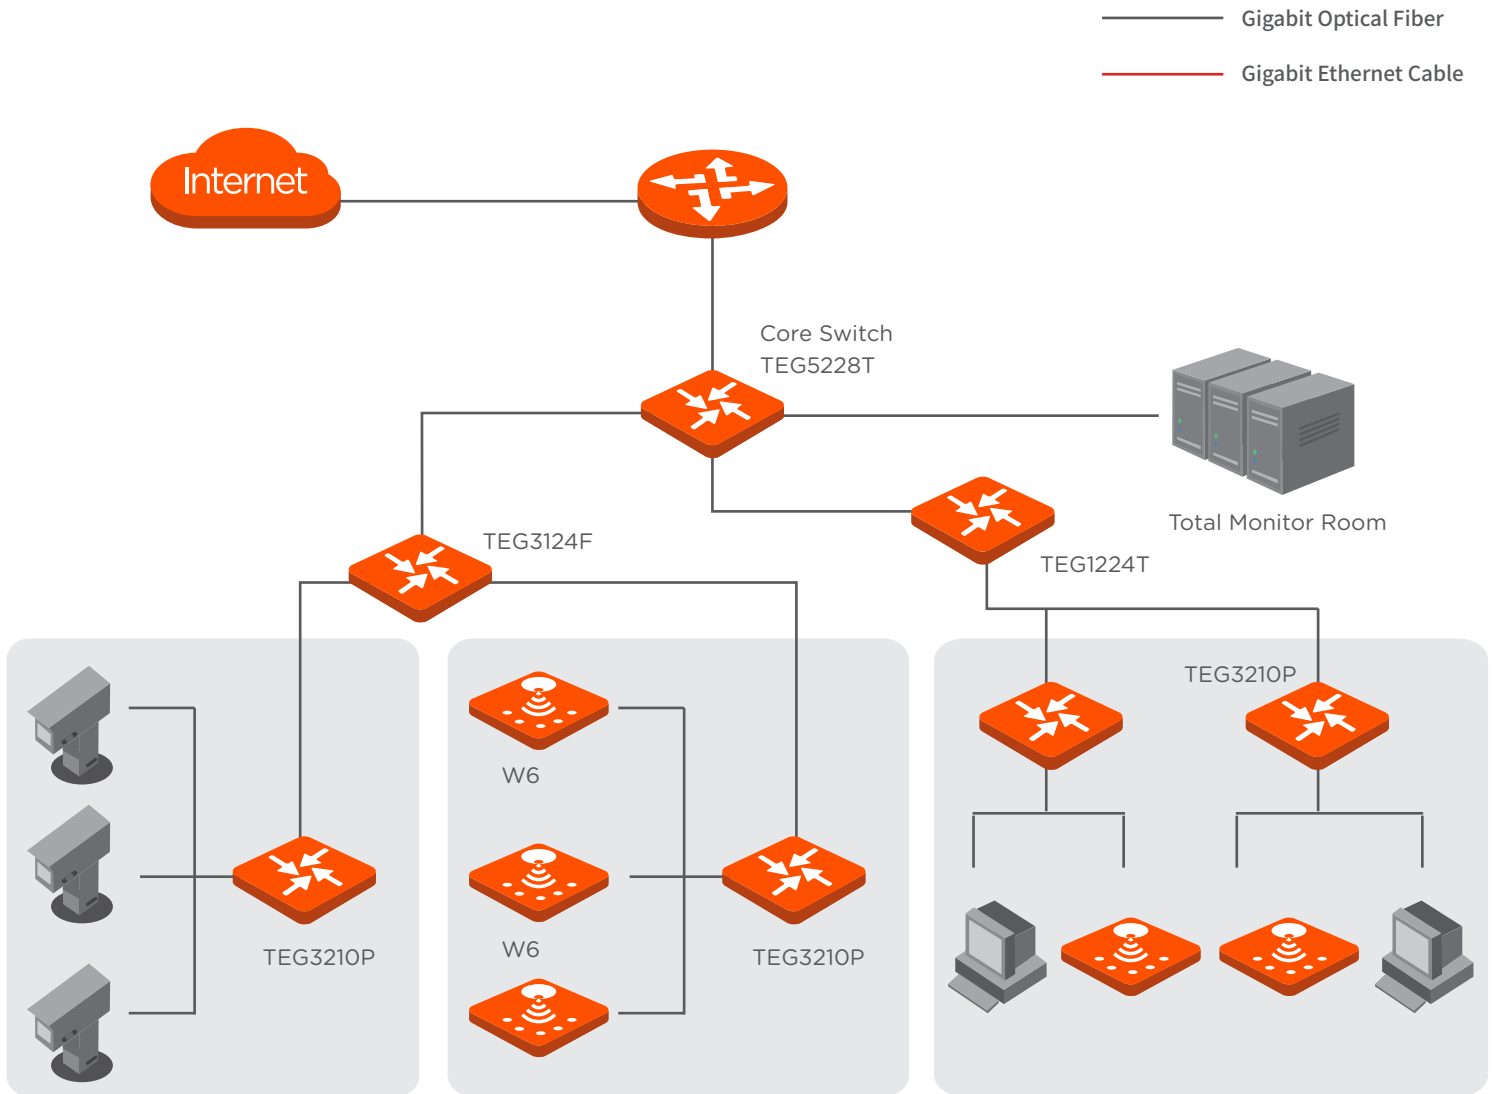 Gigabit Optical Fiber
Gigabit Ethernet Cable
Internet
Core Switch
TEG5228T
Total Monitor Room
TEG3124F
TEG1224T
TEG3210P
W6
W6
TEG3210P
TEG3210P